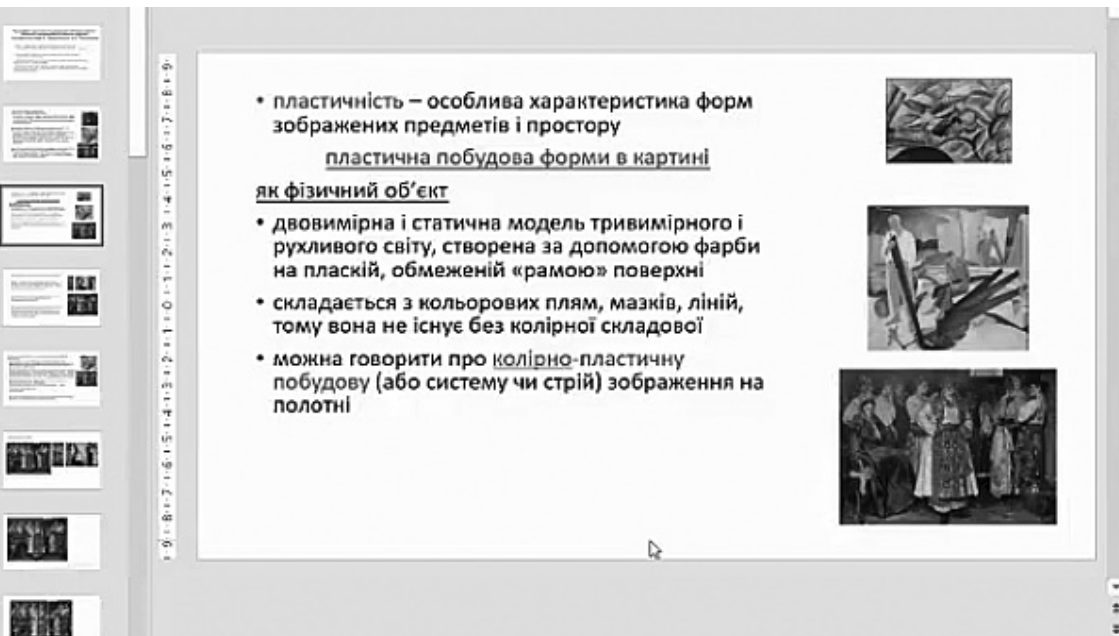 • пластичність – особлива характеристика форм
зображених предметів і простору
пластична побудова форми в картині
як фізичний об’єкт
• двовимірна і статична модель тривимірного і
рухливого світу, створена за допомогою фарби
на плаский, обмеженій «рамою» поверхні
• складається з кольорових плям, мазків, ліній,
тому вона не існує без колірної складової
• можна говорити про колірно-пластичну
побудову (або систему чи стрій) зображення на
полотні